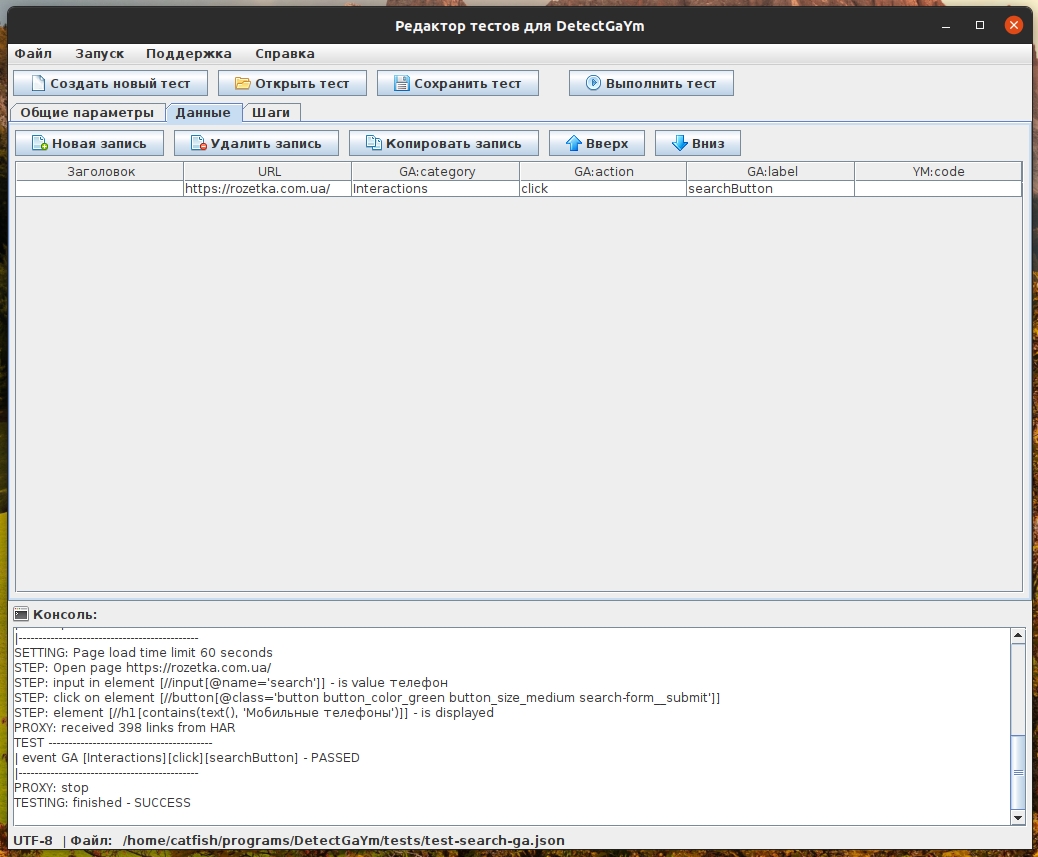 Редактор тестов для DetectGaYm
Файл Запуск Поддержка Справка
Создать новый тест Открыть тест Сохранить тест Выполнить тест
Общие параметры Данные Шаги
Новая запись Удалить запись Копировать запись Вверх Вниз
Заголовок URL GA:category GA:action GA:label YM:code
https://rozetka.com.ua/ Interactions click searchButton
Консоль:
|---------------------------------------------
SETTING: Page load time limit 60 seconds
STEP: Open page https://rozetka.com.ua/
STEP: input in element [//input[@name='search']] - is value телефон
STEP: click on element [//button[@class='button button_color_green button_size_medium search-form__submit']]
STEP: element [//h1[contains(text(), 'Мобильные телефоны')]] - is displayed
PROXY: received 398 links from HAR
TEST -----------------------------------------
| event GA [Interactions][click][searchButton] - PASSED
|---------------------------------------------
PROXY: stop
TESTING: finished - SUCCESS
UTF-8 | Файл: /home/catfish/programs/DetectGaYm/tests/test-search-ga.json